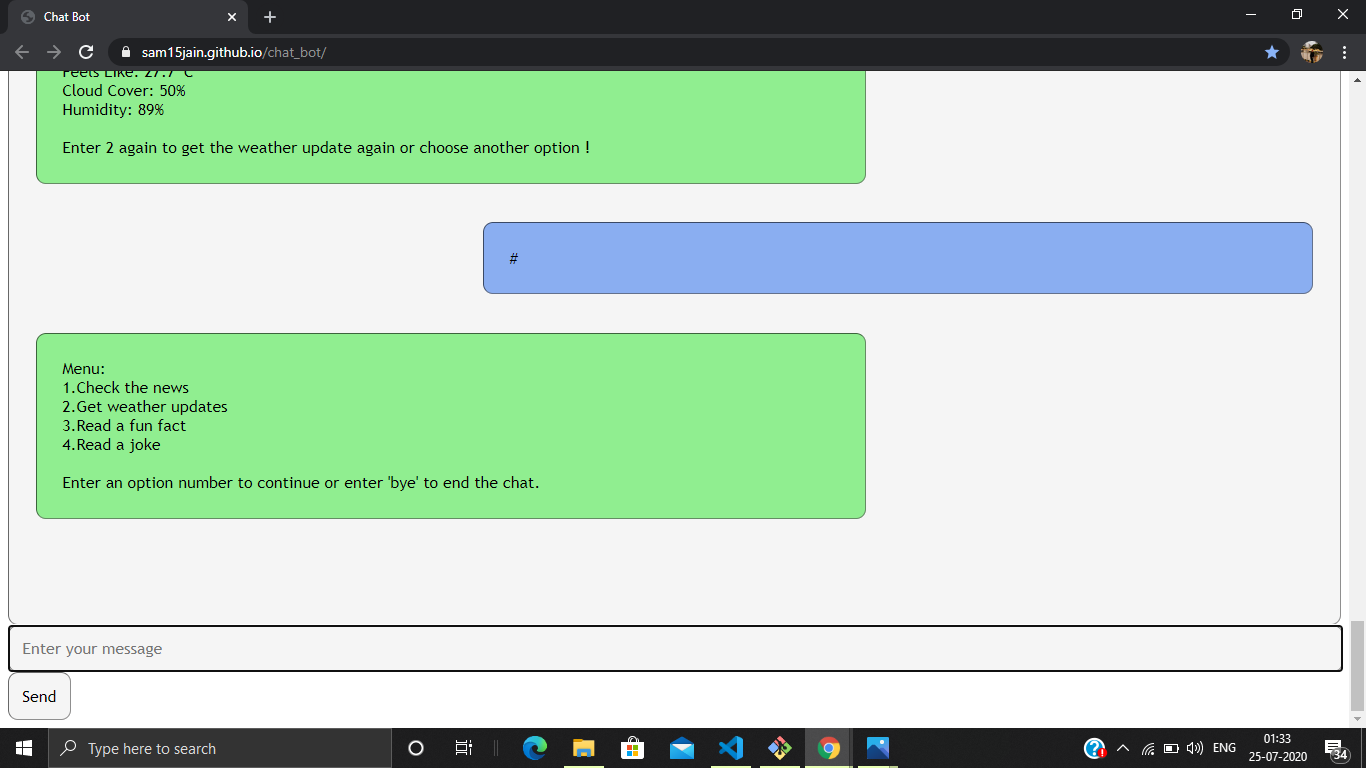 Chat Bot
sam15jain.github.io/chat_bot/
Feels Like: 27.7°C
Cloud Cover: 50%
Humidity: 89%
Enter 2 again to get the weather update again or choose another option !
#
Menu:
1.Check the news
2.Get weather updates
3.Read a fun fact
4.Read a joke
Enter an option number to continue or enter 'bye' to end the chat.
Enter your message
Send
Type here to search
ENG
01:33
25-07-2020
34